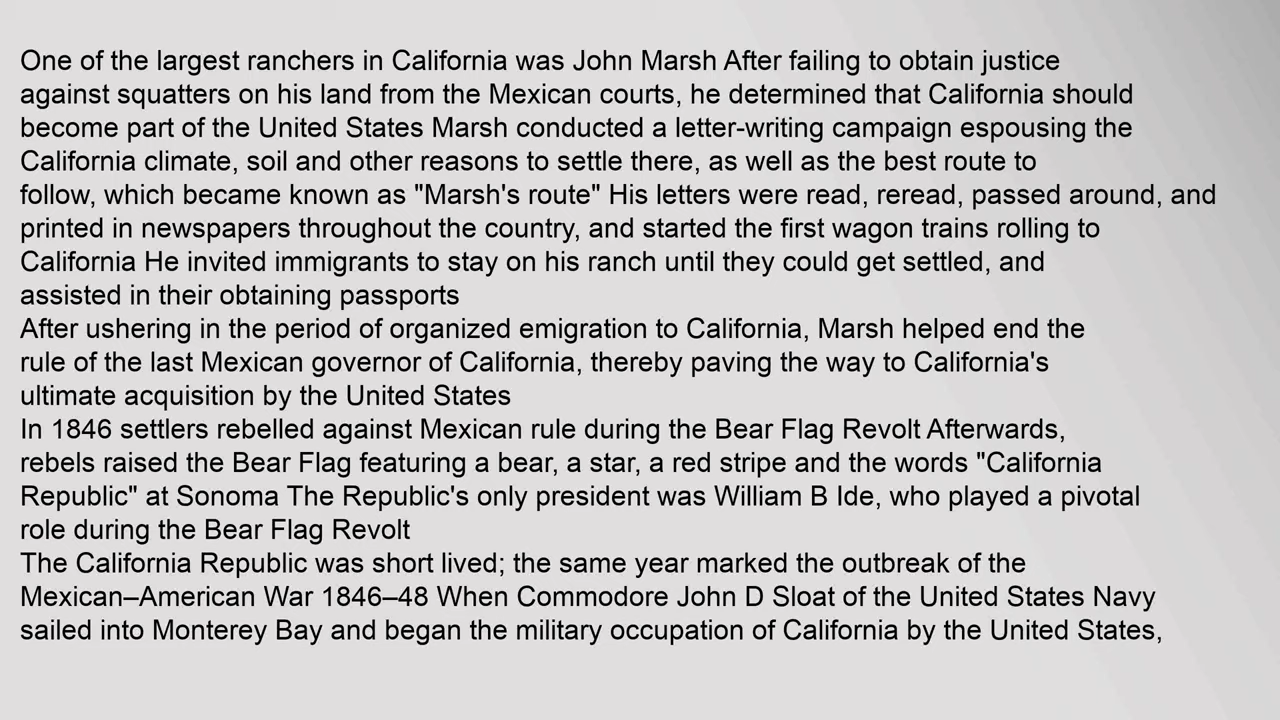 One of the largest ranchers in California was John Marsh After failing to obtain justice
against squatters on his land from the Mexican courts, he determined that California should
become part of the United States Marsh conducted a letter-writing campaign espousing the
California climate, soil and other reasons to settle there, as well as the best route to
follow, which became known as "Marsh's route" His letters were read, reread, passed around, and
printed in newspapers throughout the country, and started the first wagon trains rolling to
California He invited immigrants to stay on his ranch until they could get settled, and
assisted in their obtaining passports
After ushering in the period of organized emigration to California, Marsh helped end the
rule of the last Mexican governor of California, thereby paving the way to California's
ultimate acquisition by the United States
In 1846 settlers rebelled against Mexican rule during the Bear Flag Revolt Afterwards,
rebels raised the Bear Flag featuring a bear, a star, a red stripe and the words "California
Republic" at Sonoma The Republic's only president was William B Ide, who played a pivotal
role during the Bear Flag Revolt
The California Republic was short lived; the same year marked the outbreak of the
Mexican–American War 1846–48 When Commodore John D Sloat of the United States Navy
sailed into Monterey Bay and began the military occupation of California by the United States,